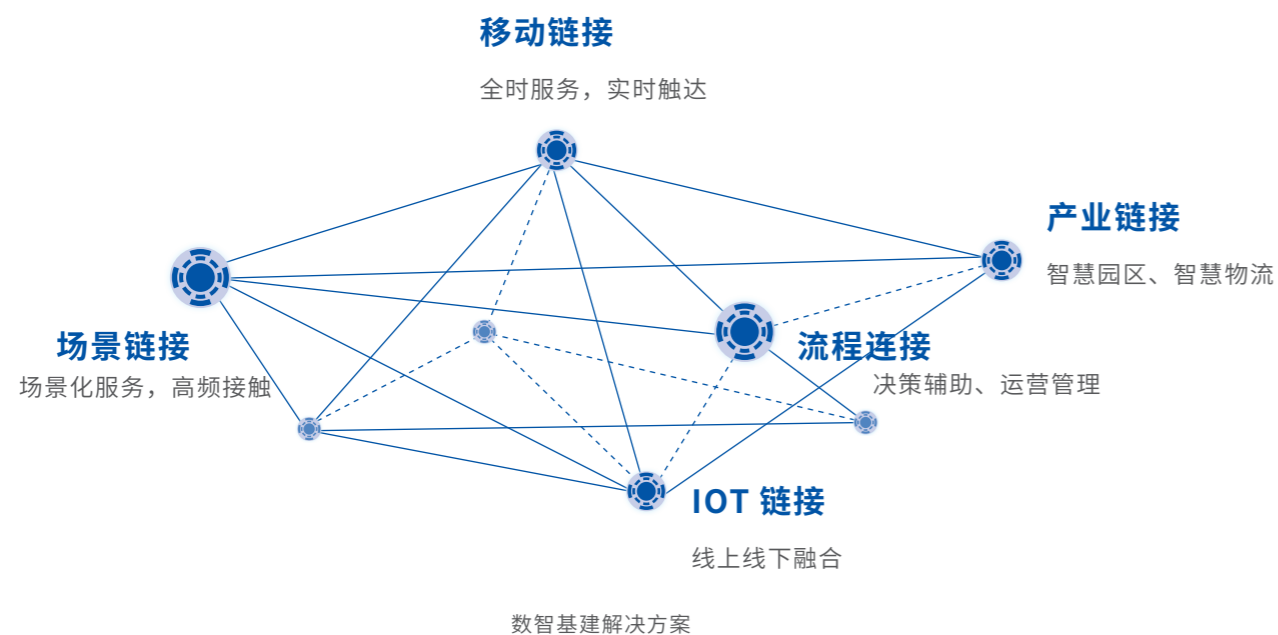 移动链接
全时服务，实时触达
产业链接
智慧园区、智慧物流
场景链接
场景化服务，高频接触
流程连接
决策辅助、运营管理
IOT 链接
线上线下融合
数智基建解决方案